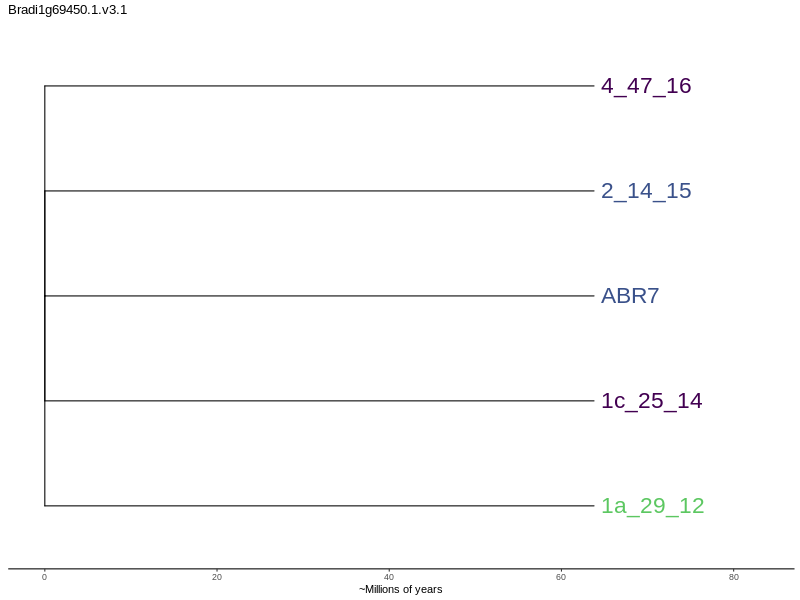 Bradi1g69450.1.v3.1
4_47_16
2_14_15
ABR7
1c_25_14
1a_29_12
0 20 40 60 80
~Millions of years